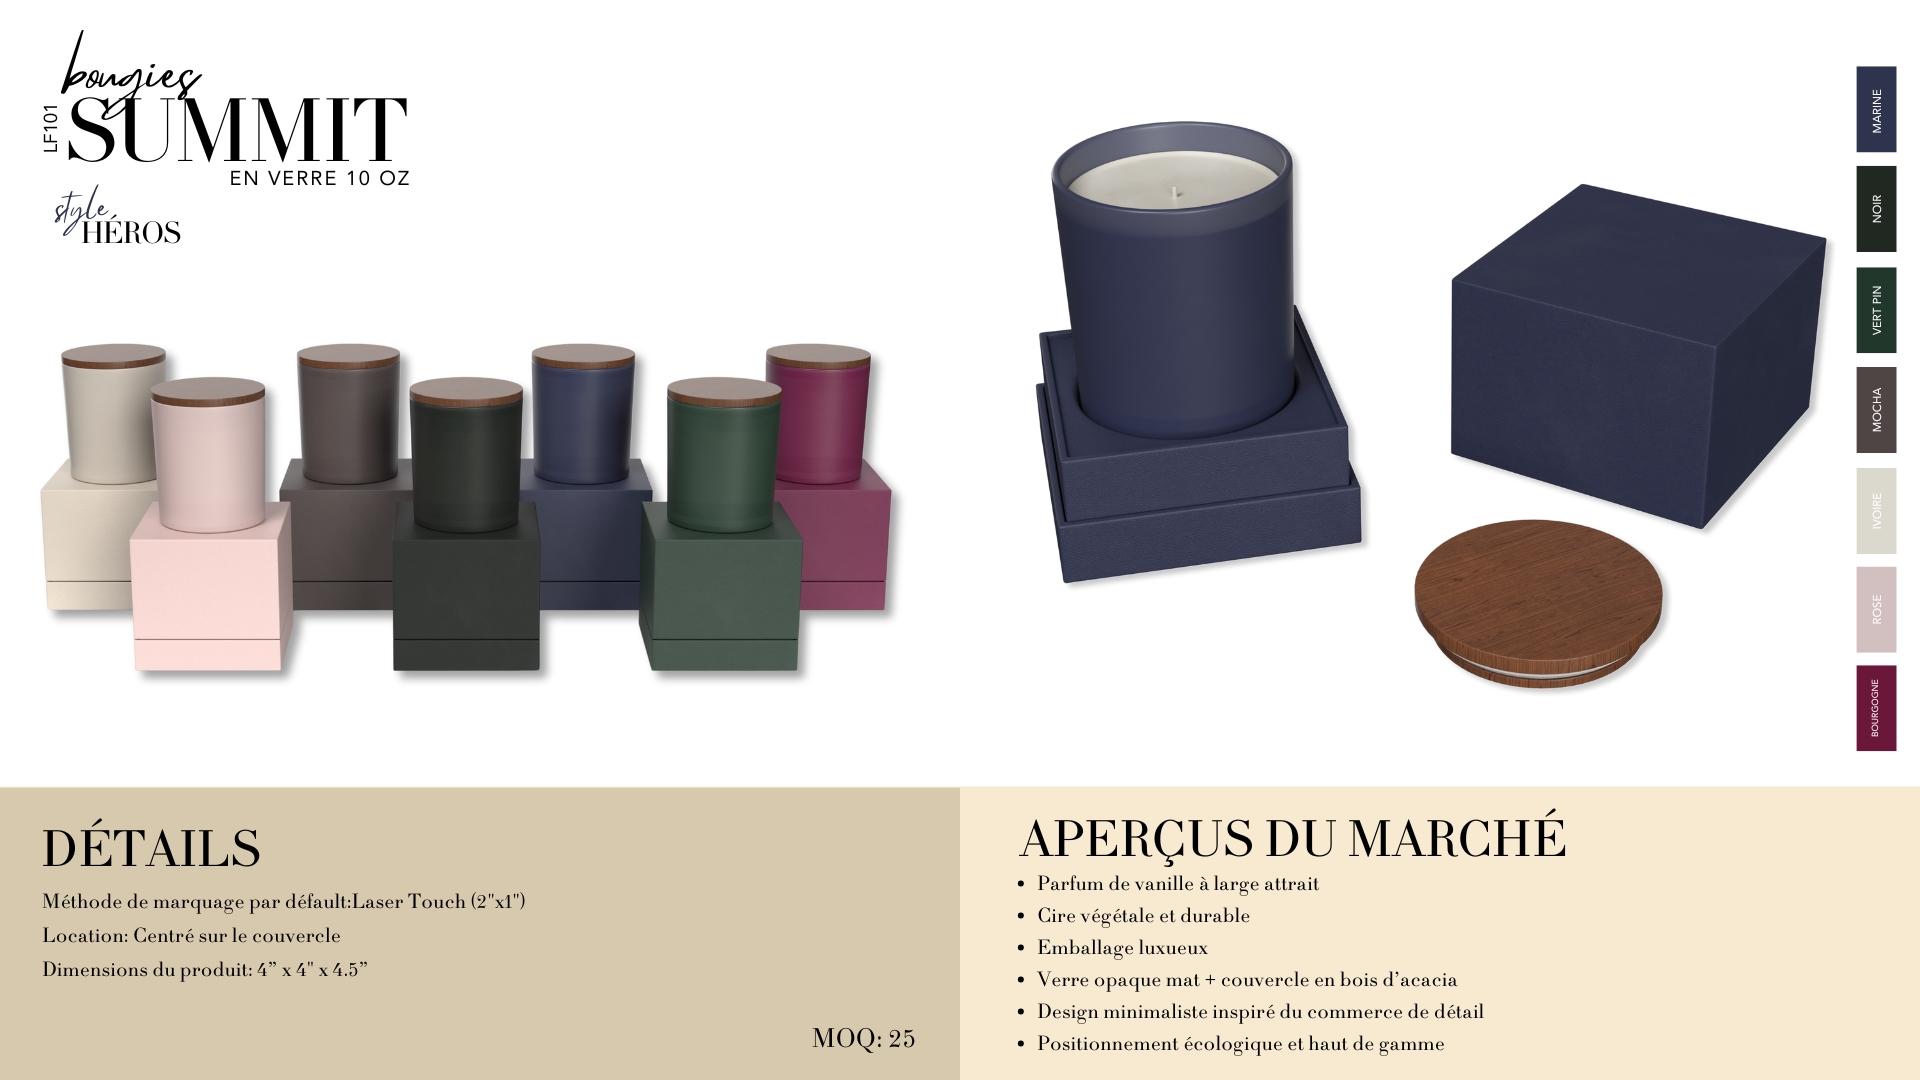 bougies
LF101
SUMMIT
EN VERRE 10 OZ
style
HÉROS
MARINE
NOIR
VERT PIN
MOCHA
IVOIRE
ROSE
BOURGOGNE
DÉTAILS
Méthode de marquage par défault:Laser Touch (2"x1")
Location: Centré sur le couvercle
Dimensions du produit: 4” x 4" x 4.5”
MOQ: 25
APERÇUS DU MARCHÉ
• Parfum de vanille à large attrait
• Cire végétale et durable
• Emballage luxueux
• Verre opaque mat + couvercle en bois d’acacia
• Design minimaliste inspiré du commerce de détail
• Positionnement écologique et haut de gamme